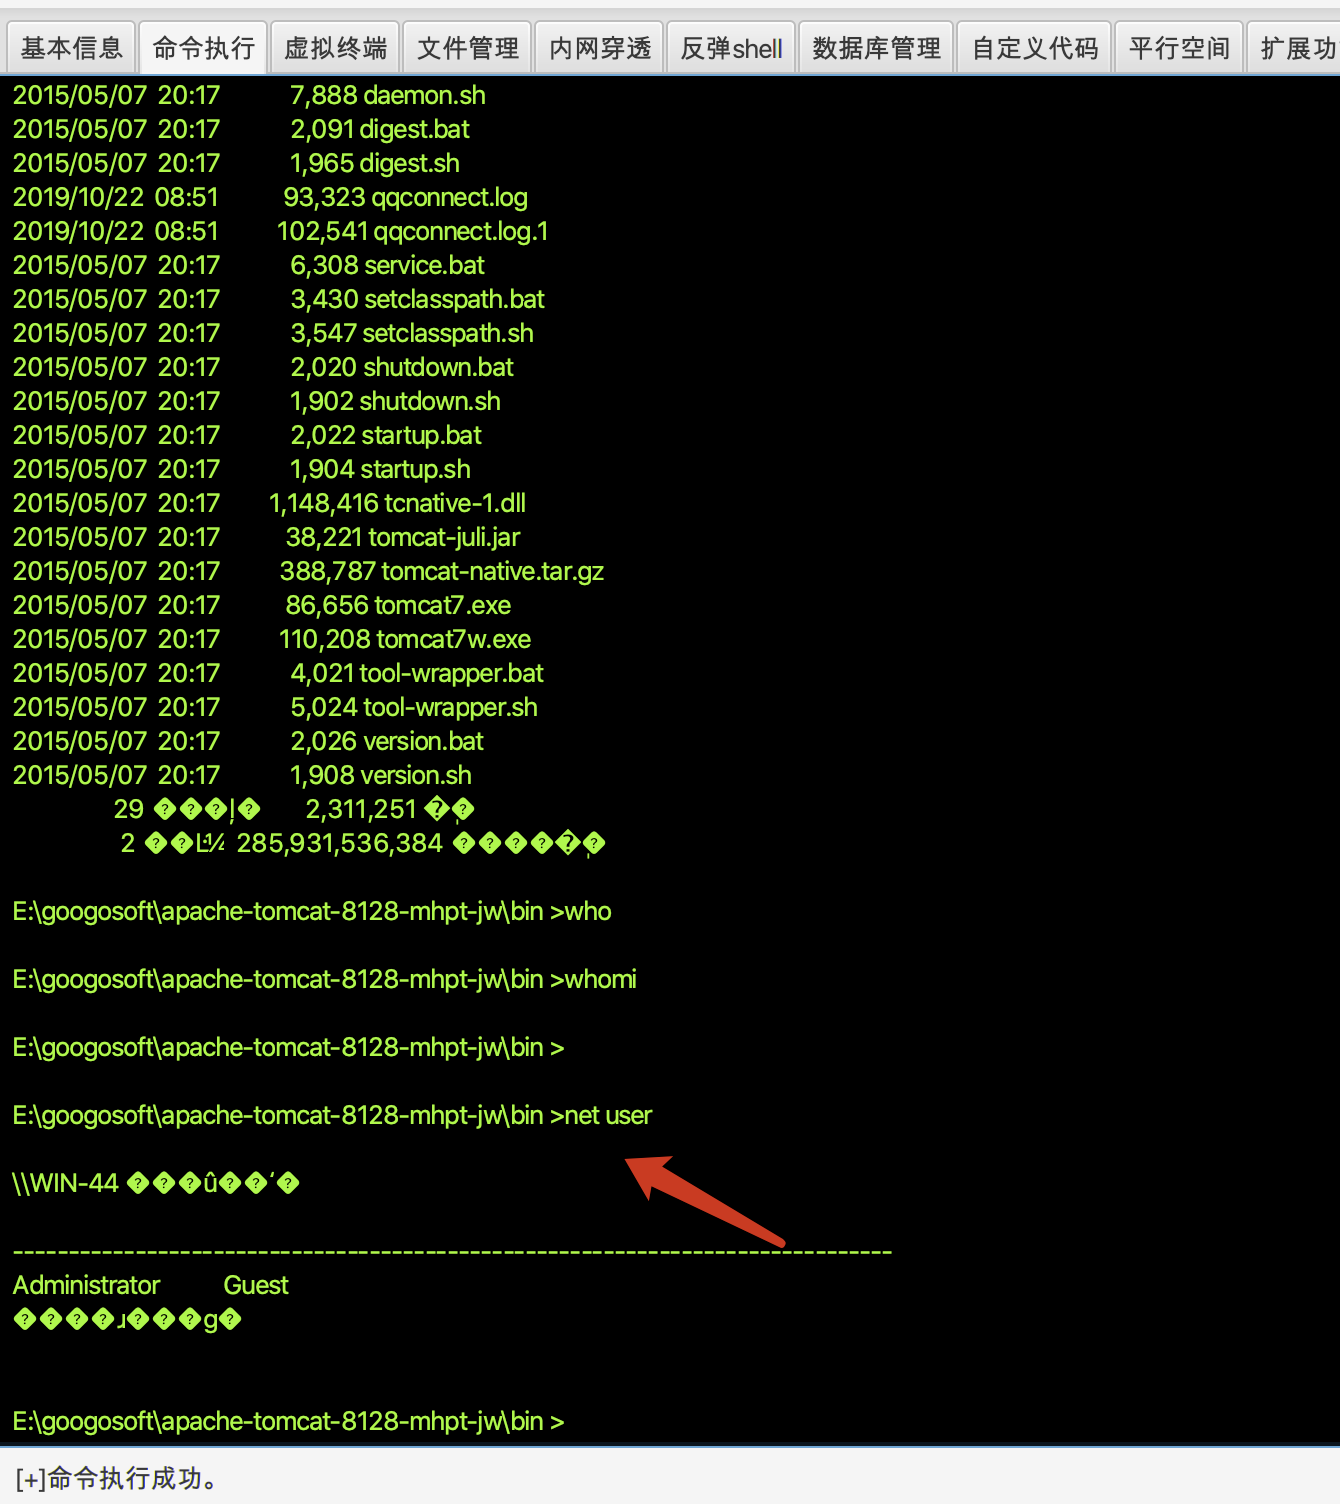 基本信息 命令执行 虚拟终端 文件管理 内网穿透 反弹shell 数据库管理 自定义代码 平行空间 扩展功
2015/05/07 20:17 7,888 daemon.sh
2015/05/07 20:17 2,091 digest.bat
2015/05/07 20:17 1,965 digest.sh
2019/10/22 08:51 93,323 qqconnect.log
2019/10/22 08:51 102,541 qqconnect.log.1
2015/05/07 20:17 6,308 service.bat
2015/05/07 20:17 3,430 setclasspath.bat
2015/05/07 20:17 3,547 setclasspath.sh
2015/05/07 20:17 2,020 shutdown.bat
2015/05/07 20:17 1,902 shutdown.sh
2015/05/07 20:17 2,022 startup.bat
2015/05/07 20:17 1,904 startup.sh
2015/05/07 20:17 1,148,416 tcnative-1.dll
2015/05/07 20:17 38,221 tomcat-juli.jar
2015/05/07 20:17 388,787 tomcat-native.tar.gz
2015/05/07 20:17 86,656 tomcat7.exe
2015/05/07 20:17 110,208 tomcat7w.exe
2015/05/07 20:17 4,021 tool-wrapper.bat
2015/05/07 20:17 5,024 tool-wrapper.sh
2015/05/07 20:17 2,026 version.bat
2015/05/07 20:17 1,908 version.sh
29 2,311,251
2 285,931,536,384
E:\googosoft\apache-tomcat-8128-mhpt-jw\bin >who
E:\googosoft\apache-tomcat-8128-mhpt-jw\bin >whomi
E:\googosoft\apache-tomcat-8128-mhpt-jw\bin >
E:\googosoft\apache-tomcat-8128-mhpt-jw\bin >net user
\\WIN-44 ���û��ʻ�
-------------------------------------------------------------------------------
Administrator Guest
����ɹ���ɡ�
E:\googosoft\apache-tomcat-8128-mhpt-jw\bin >
[+]命令执行成功。